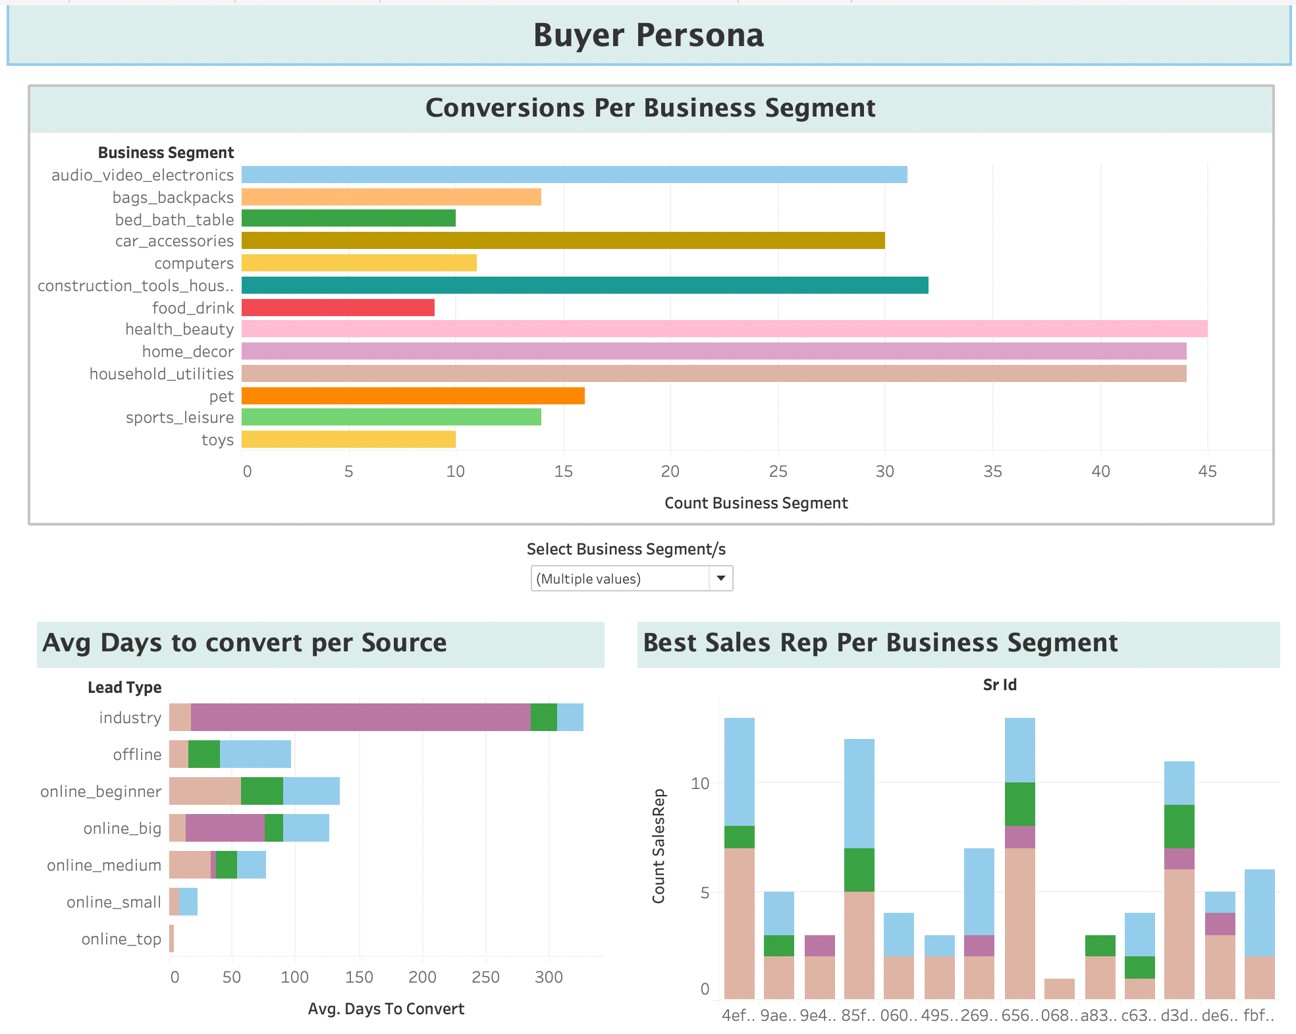 Buyer Persona
Conversions Per Business Segment
Business Segment
audio_video_electronics
bags_backpacks
bed_bath_table
car_accessories
computers
construction_tools_hous..
food_drink
health_beauty
home_decor
household_utilities
pet
sports_leisure
toys
0 5 10 15 20 25 30 35 40 45
Count Business Segment
Select Business Segment/s
(Multiple values)
Avg Days to convert per Source
Lead Type
industry
offline
online_beginner
online_big
online_medium
online_small
online_top
0 50 100 150 200 250 300
Avg. Days To Convert
Best Sales Rep Per Business Segment
Sr Id
Count SalesRep
10
5
0
4ef.. 9ae.. 9e4.. 85f.. 060.. 495.. 269.. 656.. 068.. a83.. c63.. d3d.. de6.. fbf..